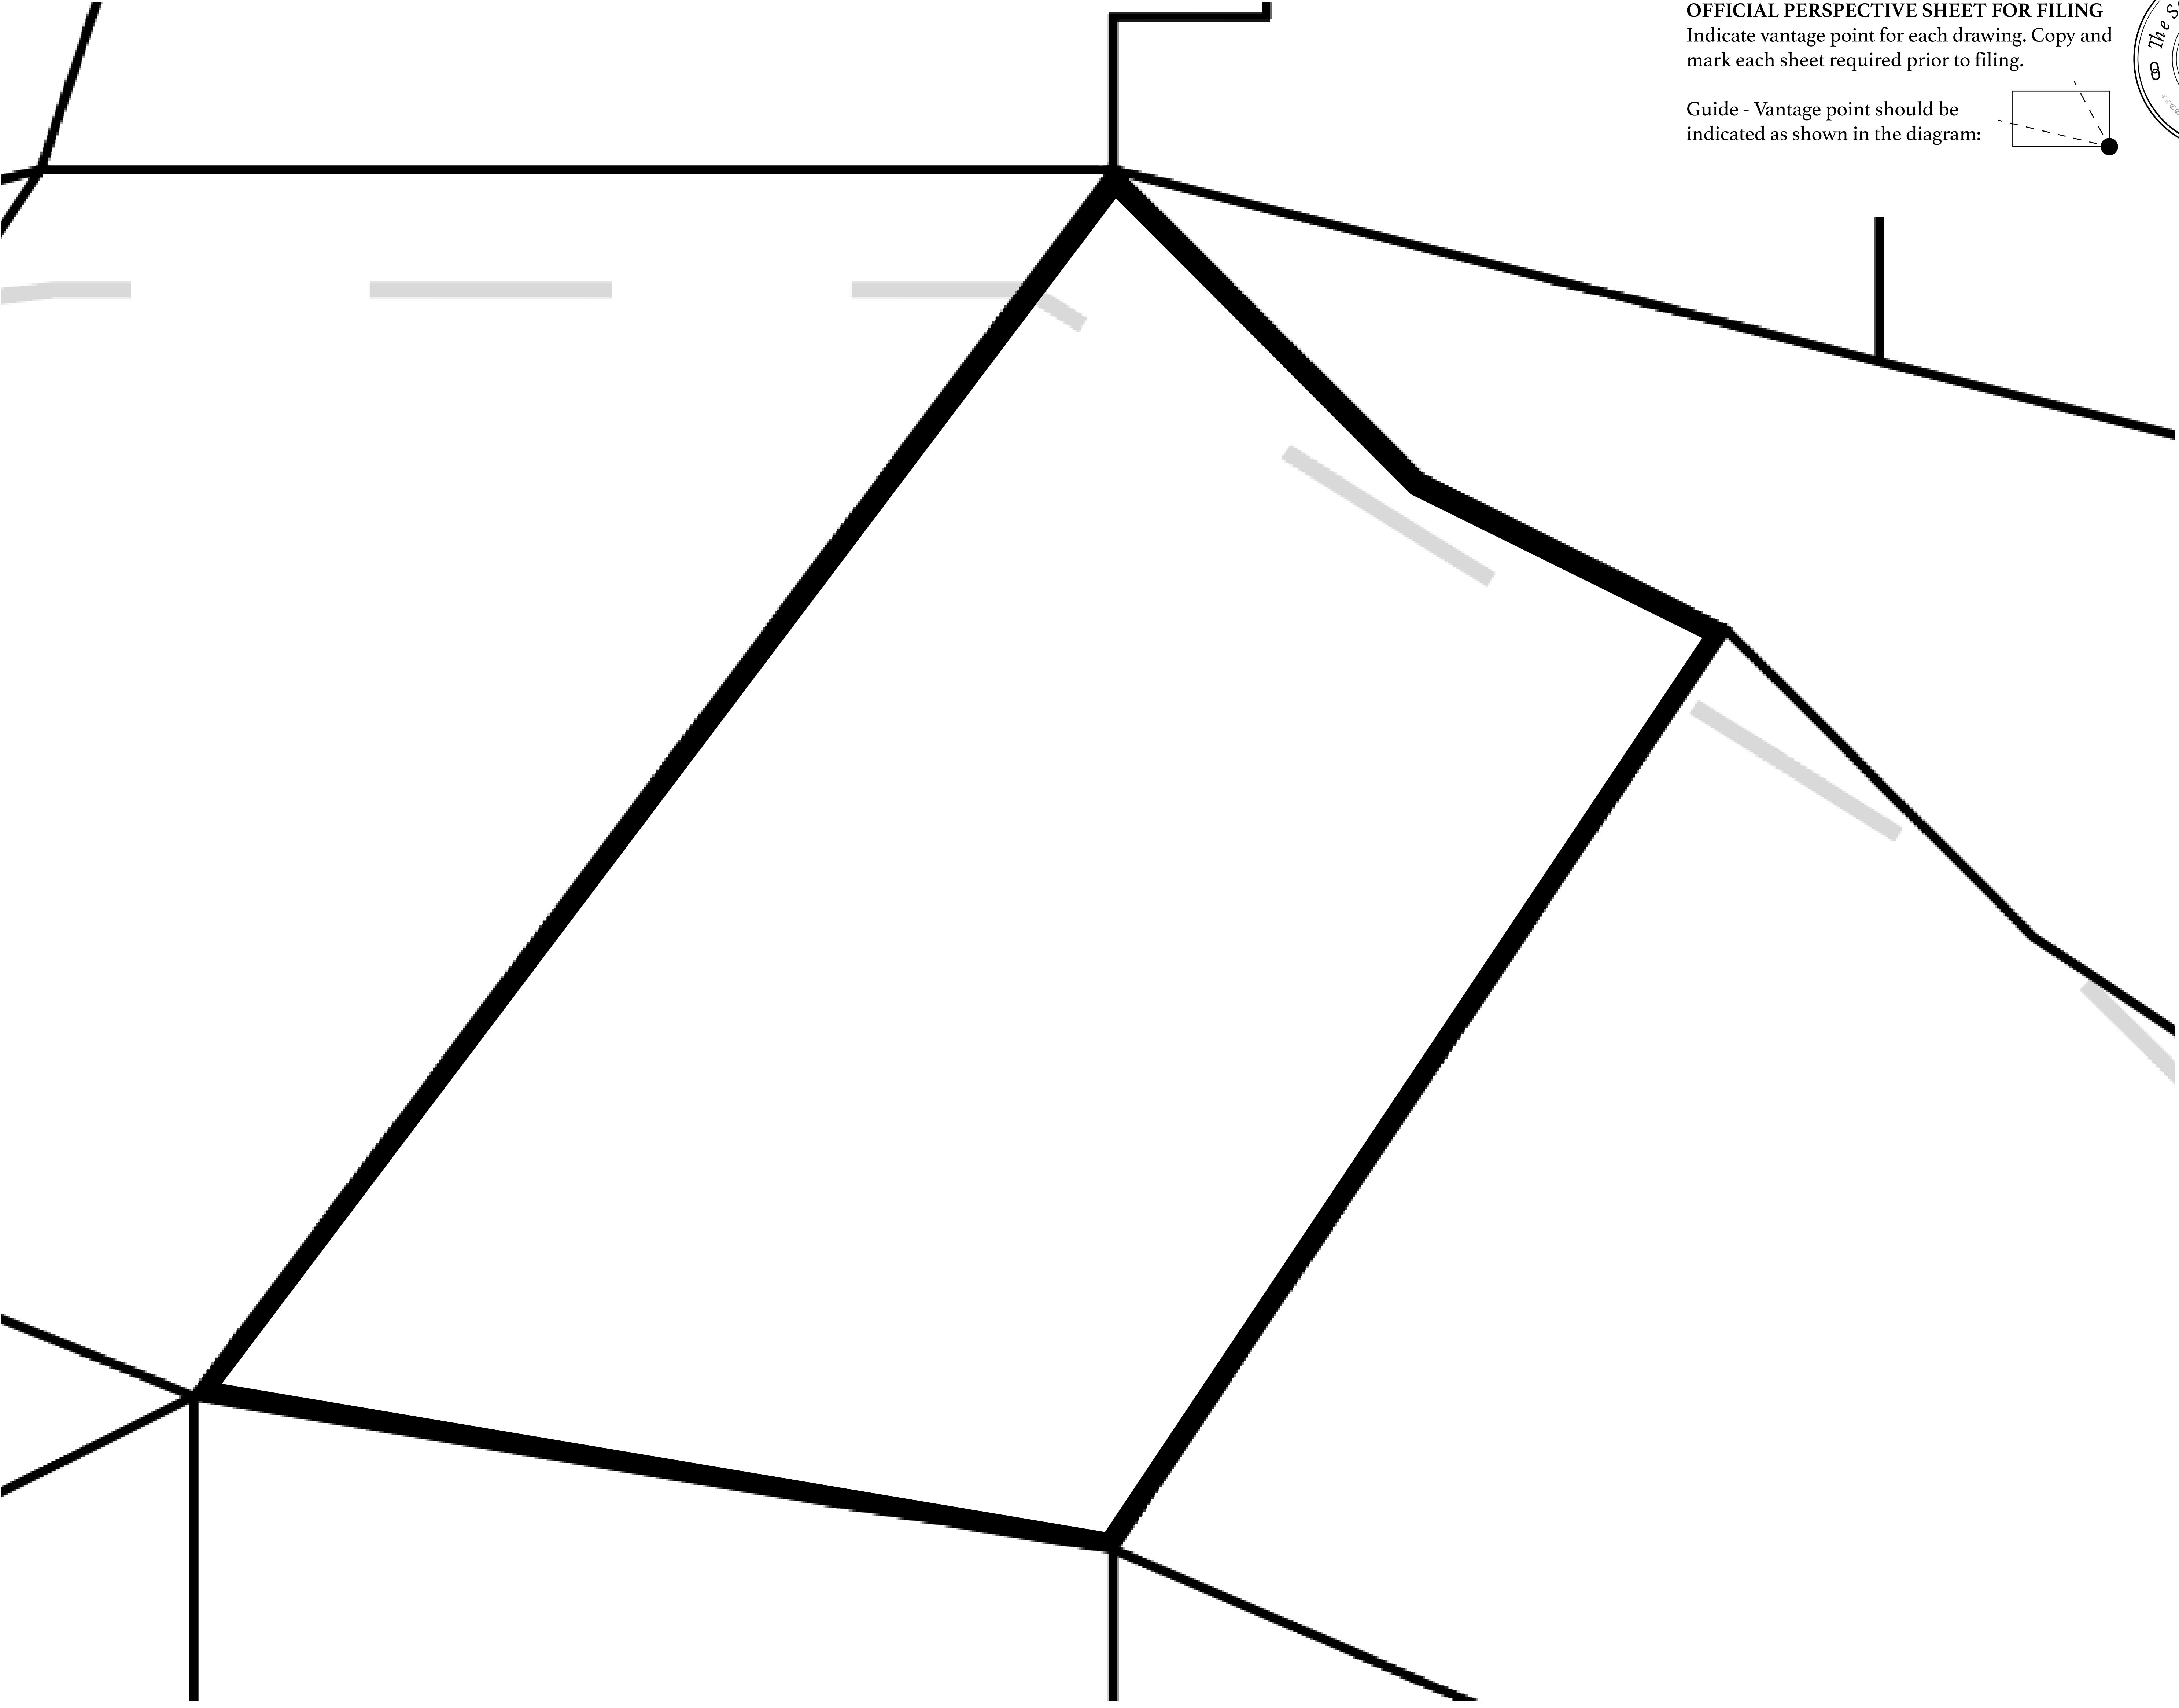 OFFICIAL PERSPECTIVE SHEET FOR FILING
Indicate vantage point for each drawing. Copy and
mark each sheet required prior to filing.
Guide - Vantage point should be
indicated as shown in the diagram:
The